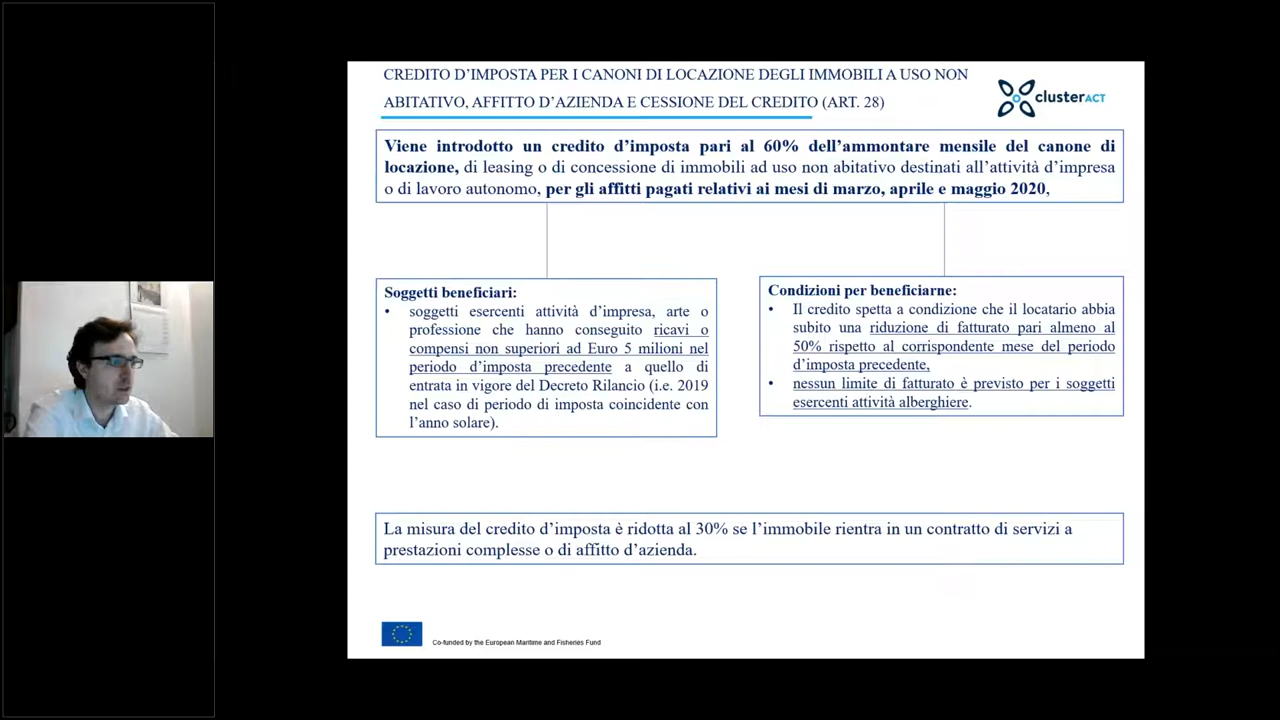 CREDITO D'IMPOSTA PER I CANONI DI LOCAZIONE DEGLI IMMOBILI A USO NON
ABITATIVO, AFFITTO D'AZIENDA E CESSIONE DEL CREDITO (ART. 28)
clusterACT
Viene introdotto un credito d'imposta pari al 60% dell'ammontare mensile del canone di
locazione, di leasing o di concessione di immobili ad uso non abitativo destinati all'attività d'impresa
o di lavoro autonomo, per gli affitti pagati relativi ai mesi di marzo, aprile e maggio 2020,
Soggetti beneficiari:
• soggetti esercenti attività d'impresa, arte o
professione che hanno conseguito ricavi o
compensi non superiori ad Euro 5 milioni nel
periodo d'imposta precedente a quello di
entrata in vigore del Decreto Rilancio (i.e. 2019
nel caso di periodo di imposta coincidente con
l'anno solare).
Condizioni per beneficiarne:
• Il credito spetta a condizione che il locatario abbia
subito una riduzione di fatturato pari almeno al
50% rispetto al corrispondente mese del periodo
d'imposta precedente,
• nessun limite di fatturato è previsto per i soggetti
esercenti attività alberghiere.
La misura del credito d'imposta è ridotta al 30% se l'immobile rientra in un contratto di servizi a
prestazioni complesse o di affitto d'azienda.
Co-funded by the European Maritime and Fisheries Fund